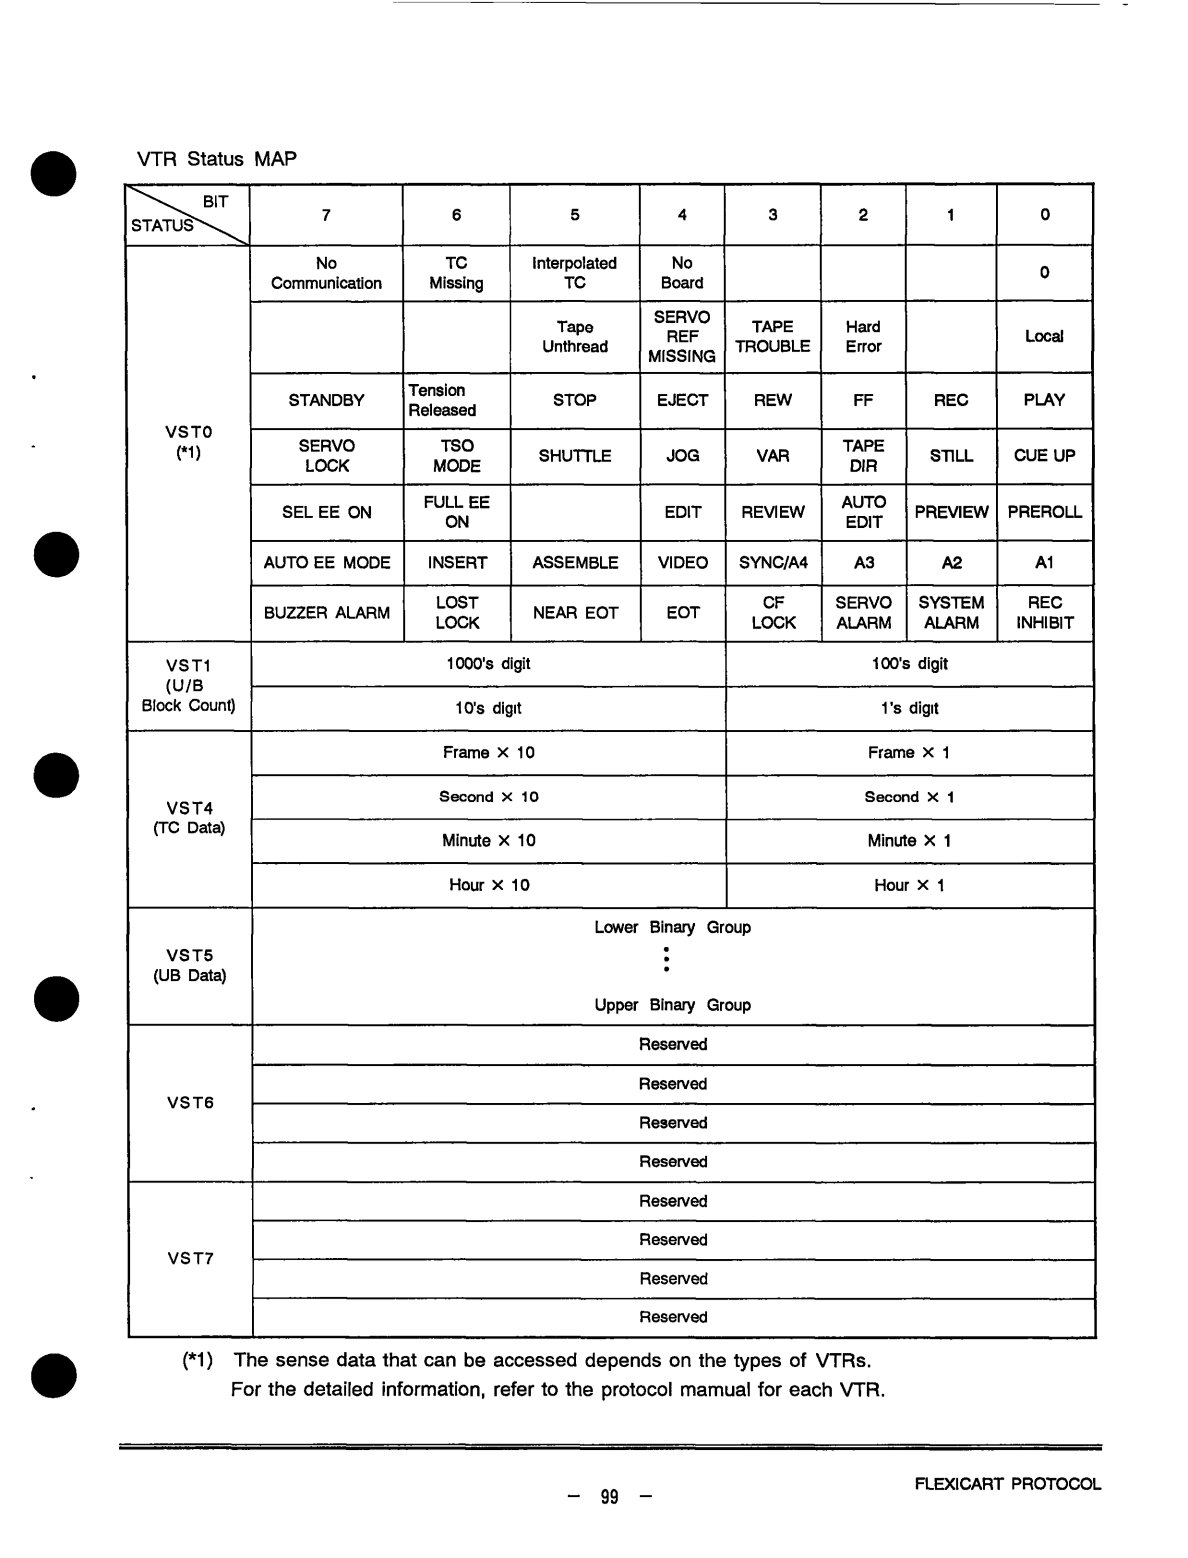 VTR Status MAP
BIT
STATUS
7 6 5 4 3 2 1 0
VST0
(*1)
No
Communication
TC
Missing
Interpolated
TC
No
Board
0
Tape
Unthread
SERVO
REF
MISSING
TAPE
TROUBLE
Hard
Error
Local
STANDBY
Tension
Released
STOP
EJECT
REW
FF
REC
PLAY
SERVO
LOCK
TSO
MODE
SHUTTLE
JOG
VAR
TAPE
DIR
STILL
CUE UP
SEL EE ON
FULL EE
ON
EDIT
REVIEW
AUTO
EDIT
PREVIEW
PREROLL
AUTO EE MODE
INSERT
ASSEMBLE
VIDEO
SYNC/A4
A3
A2
A1
BUZZER ALARM
LOST
LOCK
NEAR EOT
EOT
CF
LOCK
SERVO
ALARM
SYSTEM
ALARM
REC
INHIBIT
VST1
(U/B
Block Count)
1000's digit
100's digit
10's digit
1's digit
VST4
(TC Data)
Frame × 10
Frame × 1
Second × 10
Second × 1
Minute × 10
Minute × 1
Hour × 10
Hour × 1
VST5
(UB Data)
Lower Binary Group
⋮
Upper Binary Group
VST6
Reserved
Reserved
Reserved
Reserved
VST7
Reserved
Reserved
Reserved
Reserved
(*1) The sense data that can be accessed depends on the types of VTRs.
For the detailed information, refer to the protocol mamual for each VTR.
FLEXICART PROTOCOL
– 99 –